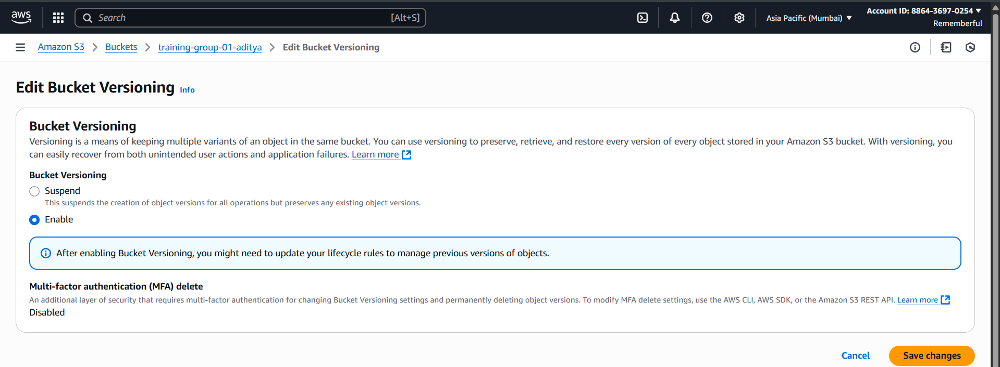 aws
Search [Alt+S]
Asia Pacific (Mumbai)
Account ID: 8864-3697-0254
Rememberful
Amazon S3 > Buckets > training-group-01-aditya > Edit Bucket Versioning
Edit Bucket Versioning Info
Bucket Versioning
Versioning is a means of keeping multiple variants of an object in the same bucket. You can use versioning to preserve, retrieve, and restore every version of every object stored in your Amazon S3 bucket. With versioning, you
can easily recover from both unintended user actions and application failures. Learn more
Bucket Versioning
Suspend
This suspends the creation of object versions for all operations but preserves any existing object versions.
Enable
After enabling Bucket Versioning, you might need to update your lifecycle rules to manage previous versions of objects.
Multi-factor authentication (MFA) delete
An additional layer of security that requires multi-factor authentication for changing Bucket Versioning settings and permanently deleting object versions. To modify MFA delete settings, use the AWS CLI, AWS SDK, or the Amazon S3 REST API. Learn more
Disabled
Cancel Save changes